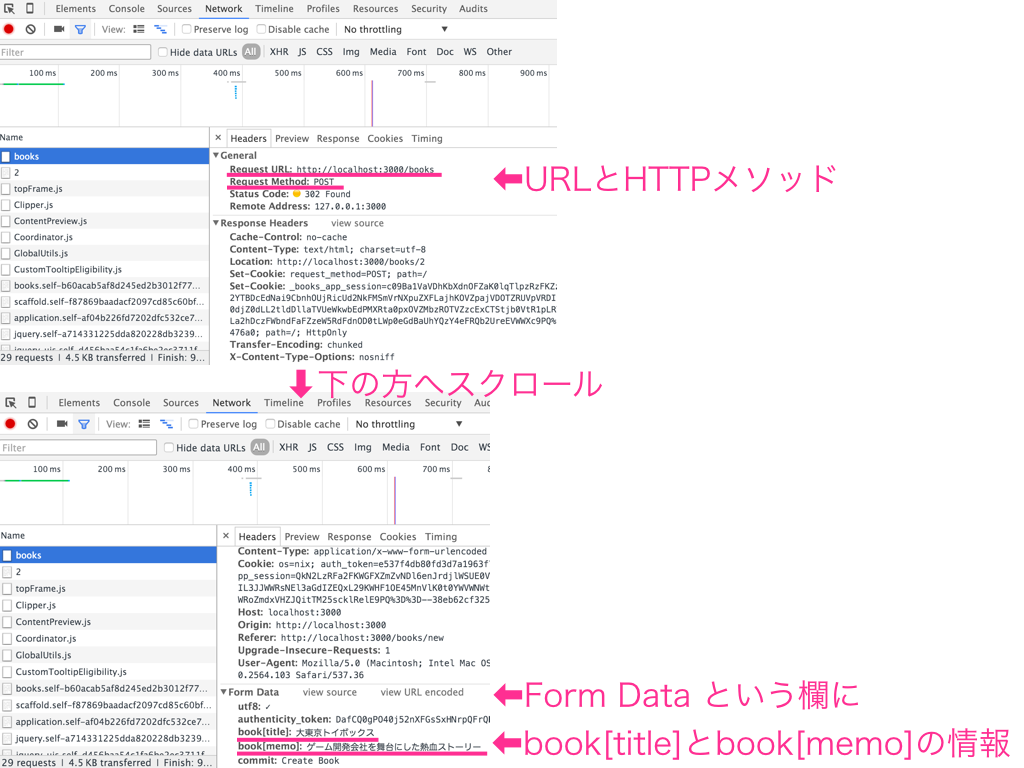 Elements Console Sources Network Timeline Profiles Resources Security Audits
View: Preserve log Disable cache No throttling ▼
Filter Hide data URLs All XHR JS CSS Img Media Font Doc WS Other
100 ms 200 ms 300 ms 400 ms 500 ms 600 ms 700 ms 800 ms 900 ms
Name × Headers Preview Response Cookies Timing
books
2
topFrame.js
Clipper.js
ContentPreview.js
Coordinator.js
GlobalUtils.js
CustomTooltipEligibility.js
books.self-b60acab5af8d245ed2b3012f77...
scaffold.self-f87869baadacf2097cd85c60bf...
application.self-af04b226fd7202dfc532ce7...
jquery.self-a714331225dda820228db3239...
29 requests | 4.5 KB transferred | Finish: 9...
▼General
Request URL: http://localhost:3000/books
Request Method: POST
Status Code: 302 Found
Remote Address: 127.0.0.1:3000
▼Response Headers view source
Cache-Control: no-cache
Content-Type: text/html; charset=utf-8
Location: http://localhost:3000/books/2
Set-Cookie: request_method=POST; path=/
Set-Cookie: _books_app_session=
476a0; path=/; HttpOnly
Transfer-Encoding: chunked
X-Content-Type-Options: nosniff
⬅URLとHTTPメソッド
⬇下の方へスクロール
Elements Console Sources Network Timeline Profiles Resources Security
View: Preserve log Disable cache No throttling ▼
Filter Hide data URLs All XHR JS CSS Img Media Font Doc
100 ms 200 ms 300 ms 400 ms 500 ms 600 ms 700 ms
Name × Headers Preview Response Cookies Timing
books
2
topFrame.js
Clipper.js
ContentPreview.js
Coordinator.js
GlobalUtils.js
CustomTooltipEligibility.js
books.self-b60acab5af8d245ed2b3012f77...
scaffold.self-f87869baadacf2097cd85c60bf...
application.self-af04b226fd7202dfc532ce7...
jquery.self-a714331225dda820228db3239...
29 requests | 4.5 KB transferred | Finish: 9...
Content-Type: application/x-www-form-urlencoded
Cookie: os=nix; auth_token=
Host: localhost:3000
Origin: http://localhost:3000
Referer: http://localhost:3000/books/new
Upgrade-Insecure-Requests: 1
User-Agent: Mozilla/5.0 (Macintosh; Intel Mac OS
0.2564.103 Safari/537.36
▼Form Data view source view URL encoded
utf8: ✓
authenticity_token:
book[title]: 大東京トイボックス
book[memo]: ゲーム開発会社を舞台にした熱血ストーリー
commit: Create Book
⬅Form Data という欄に
⬅book[title]とbook[memo]の情報